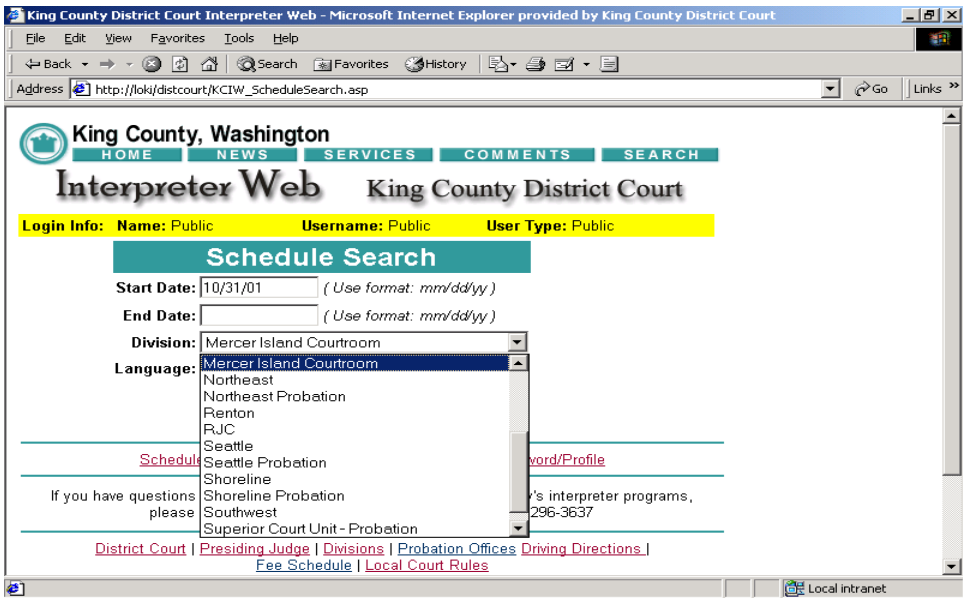 King County District Court Interpreter Web - Microsoft Internet Explorer provided by King County District Court
File Edit View Favorites Tools Help
Back Search Favorites History
Address http://loki/distcourt/KCIW_ScheduleSearch.asp Go Links »
King County, Washington
HOME NEWS SERVICES COMMENTS SEARCH
Interpreter Web King County District Court
Login Info: Name: Public Username: Public User Type: Public
Schedule Search
Start Date: 10/31/01 ( Use format: mm/dd/yy )
End Date: ( Use format: mm/dd/yy )
Division: Mercer Island Courtroom
Language: Mercer Island Courtroom
Northeast
Northeast Probation
Renton
RJC
Seattle
Schedule Seattle Probation word/Profile
Shoreline
If you have questions Shoreline Probation 's interpreter programs,
please Southwest 296-3637
Superior Court Unit - Probation
District Court | Presiding Judge | Divisions | Probation Offices Driving Directions |
Fee Schedule | Local Court Rules
Local intranet